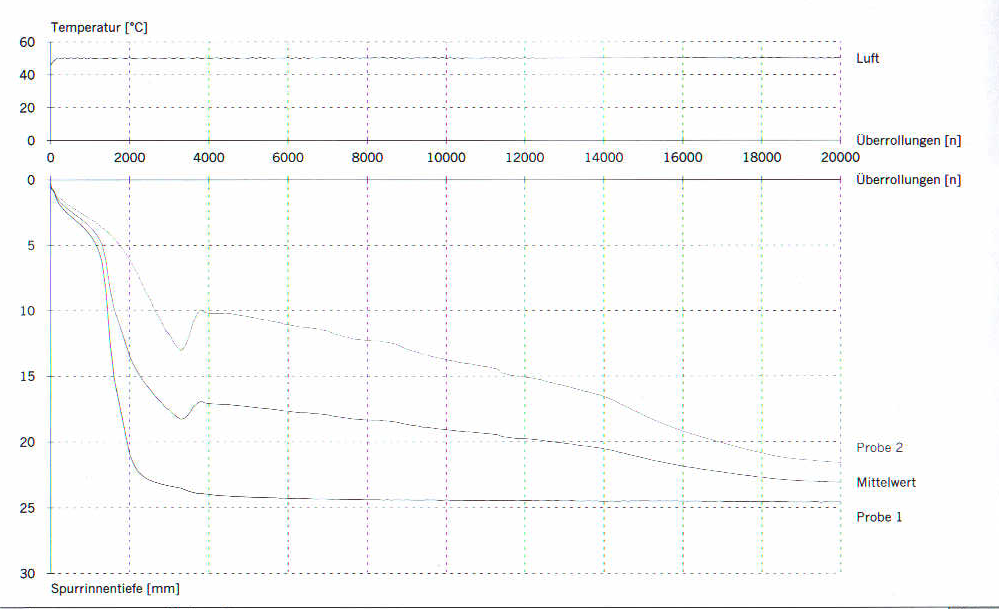 Temperatur [°C]
60
Luft
40
20
0
Überrollungen [n]
0 2000 4000 6000 8000 10000 12000 14000 16000 18000 20000
0
Überrollungen [n]
5
10
15
20
Probe 2
Mittelwert
25
Probe 1
30
Spurrinnentiefe [mm]